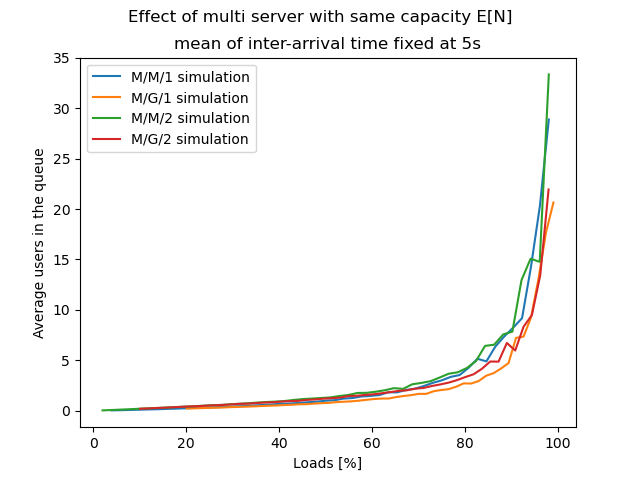 Effect of multi server with same capacity E[N]
mean of inter-arrival time fixed at 5s
M/M/1 simulation
M/G/1 simulation
M/M/2 simulation
M/G/2 simulation
Average users in the queue
35
30
25
20
15
10
5
0
0 20 40 60 80 100
Loads [%]